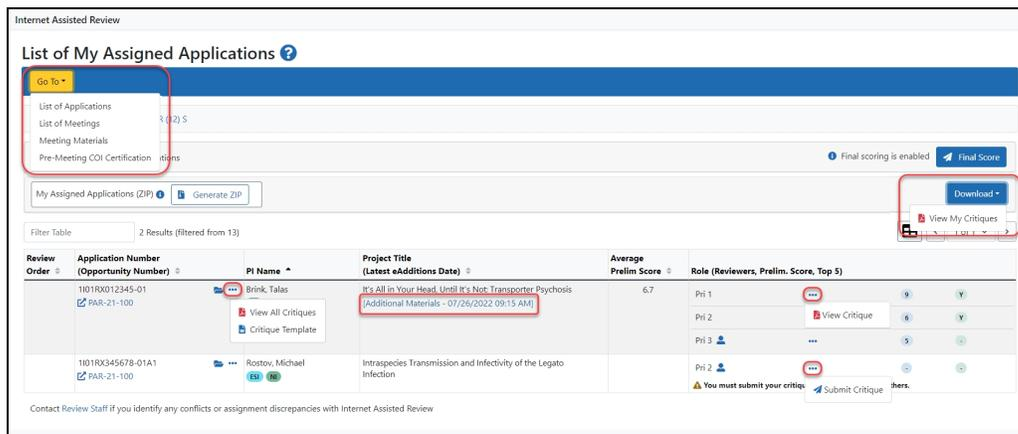 Internet Assisted Review
List of My Assigned Applications ?
Go To
List of Applications
List of Meetings
Meeting Materials
Pre-Meeting COI Certification
R (12) S
Final scoring is enabled Final Score
My Assigned Applications (ZIP) Generate ZIP
Download
View My Critiques
Filter Table 2 Results (filtered from 13)
1 of 1
Review Order Application Number (Opportunity Number) PI Name Project Title (Latest eAdditions Date) Average Prelim Score Role (Reviewers, Prelim. Score, Top 5)
1I01RX012345-01 Brink, Talas It's All in Your Head, Until It's Not: Transporter Psychosis 6.7 Pri 1 9 Y
PAR-21-100 [Additional Materials - 07/26/2022 09:15 AM]
View All Critiques
Critique Template
View Critique
Pri 2 6 Y
Pri 3 5 -
1I01RX345678-01A1 Rostov, Michael Intraspecies Transmission and Infectivity of the Legato Infection Pri 2 - -
PAR-21-100 ESI NI
You must submit your critiq hers.
Submit Critique
Contact Review Staff if you identify any conflicts or assignment discrepancies with Internet Assisted Review